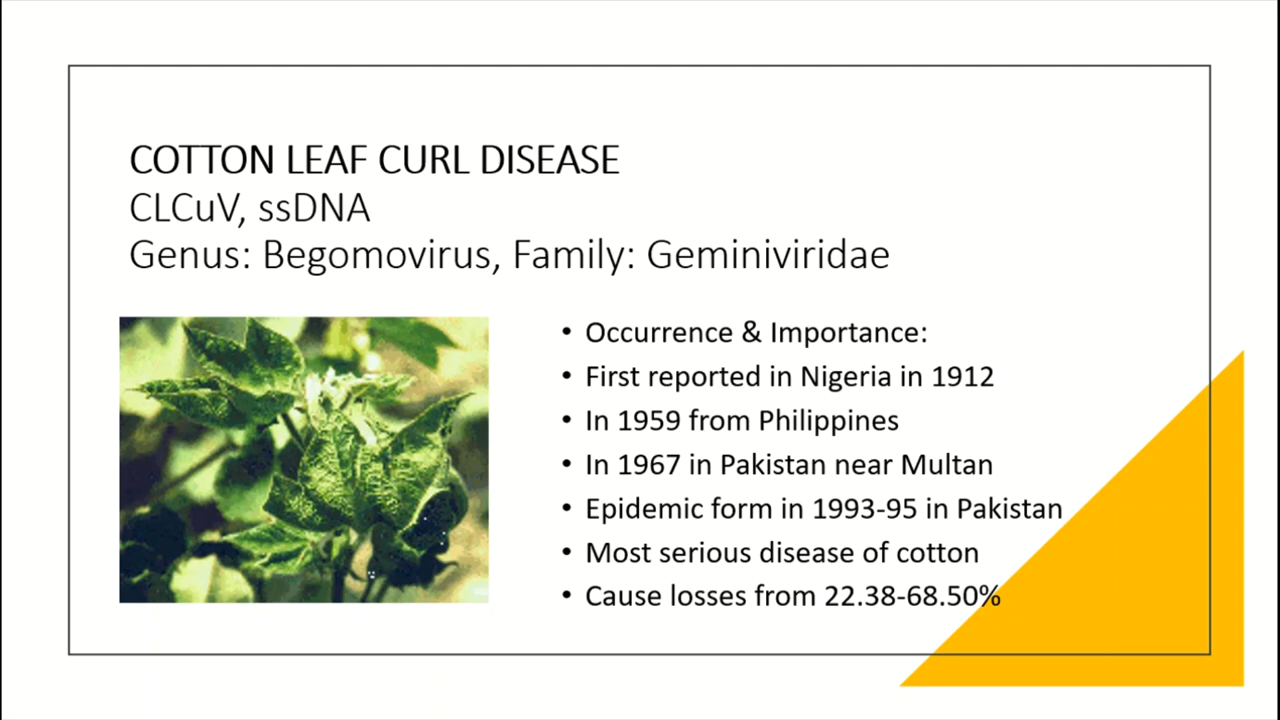 COTTON LEAF CURL DISEASE
CLCuV, ssDNA
Genus: Begomovirus, Family: Geminiviridae
• Occurrence & Importance:
• First reported in Nigeria in 1912
• In 1959 from Philippines
• In 1967 in Pakistan near Multan
• Epidemic form in 1993-95 in Pakistan
• Most serious disease of cotton
• Cause losses from 22.38-68.50%